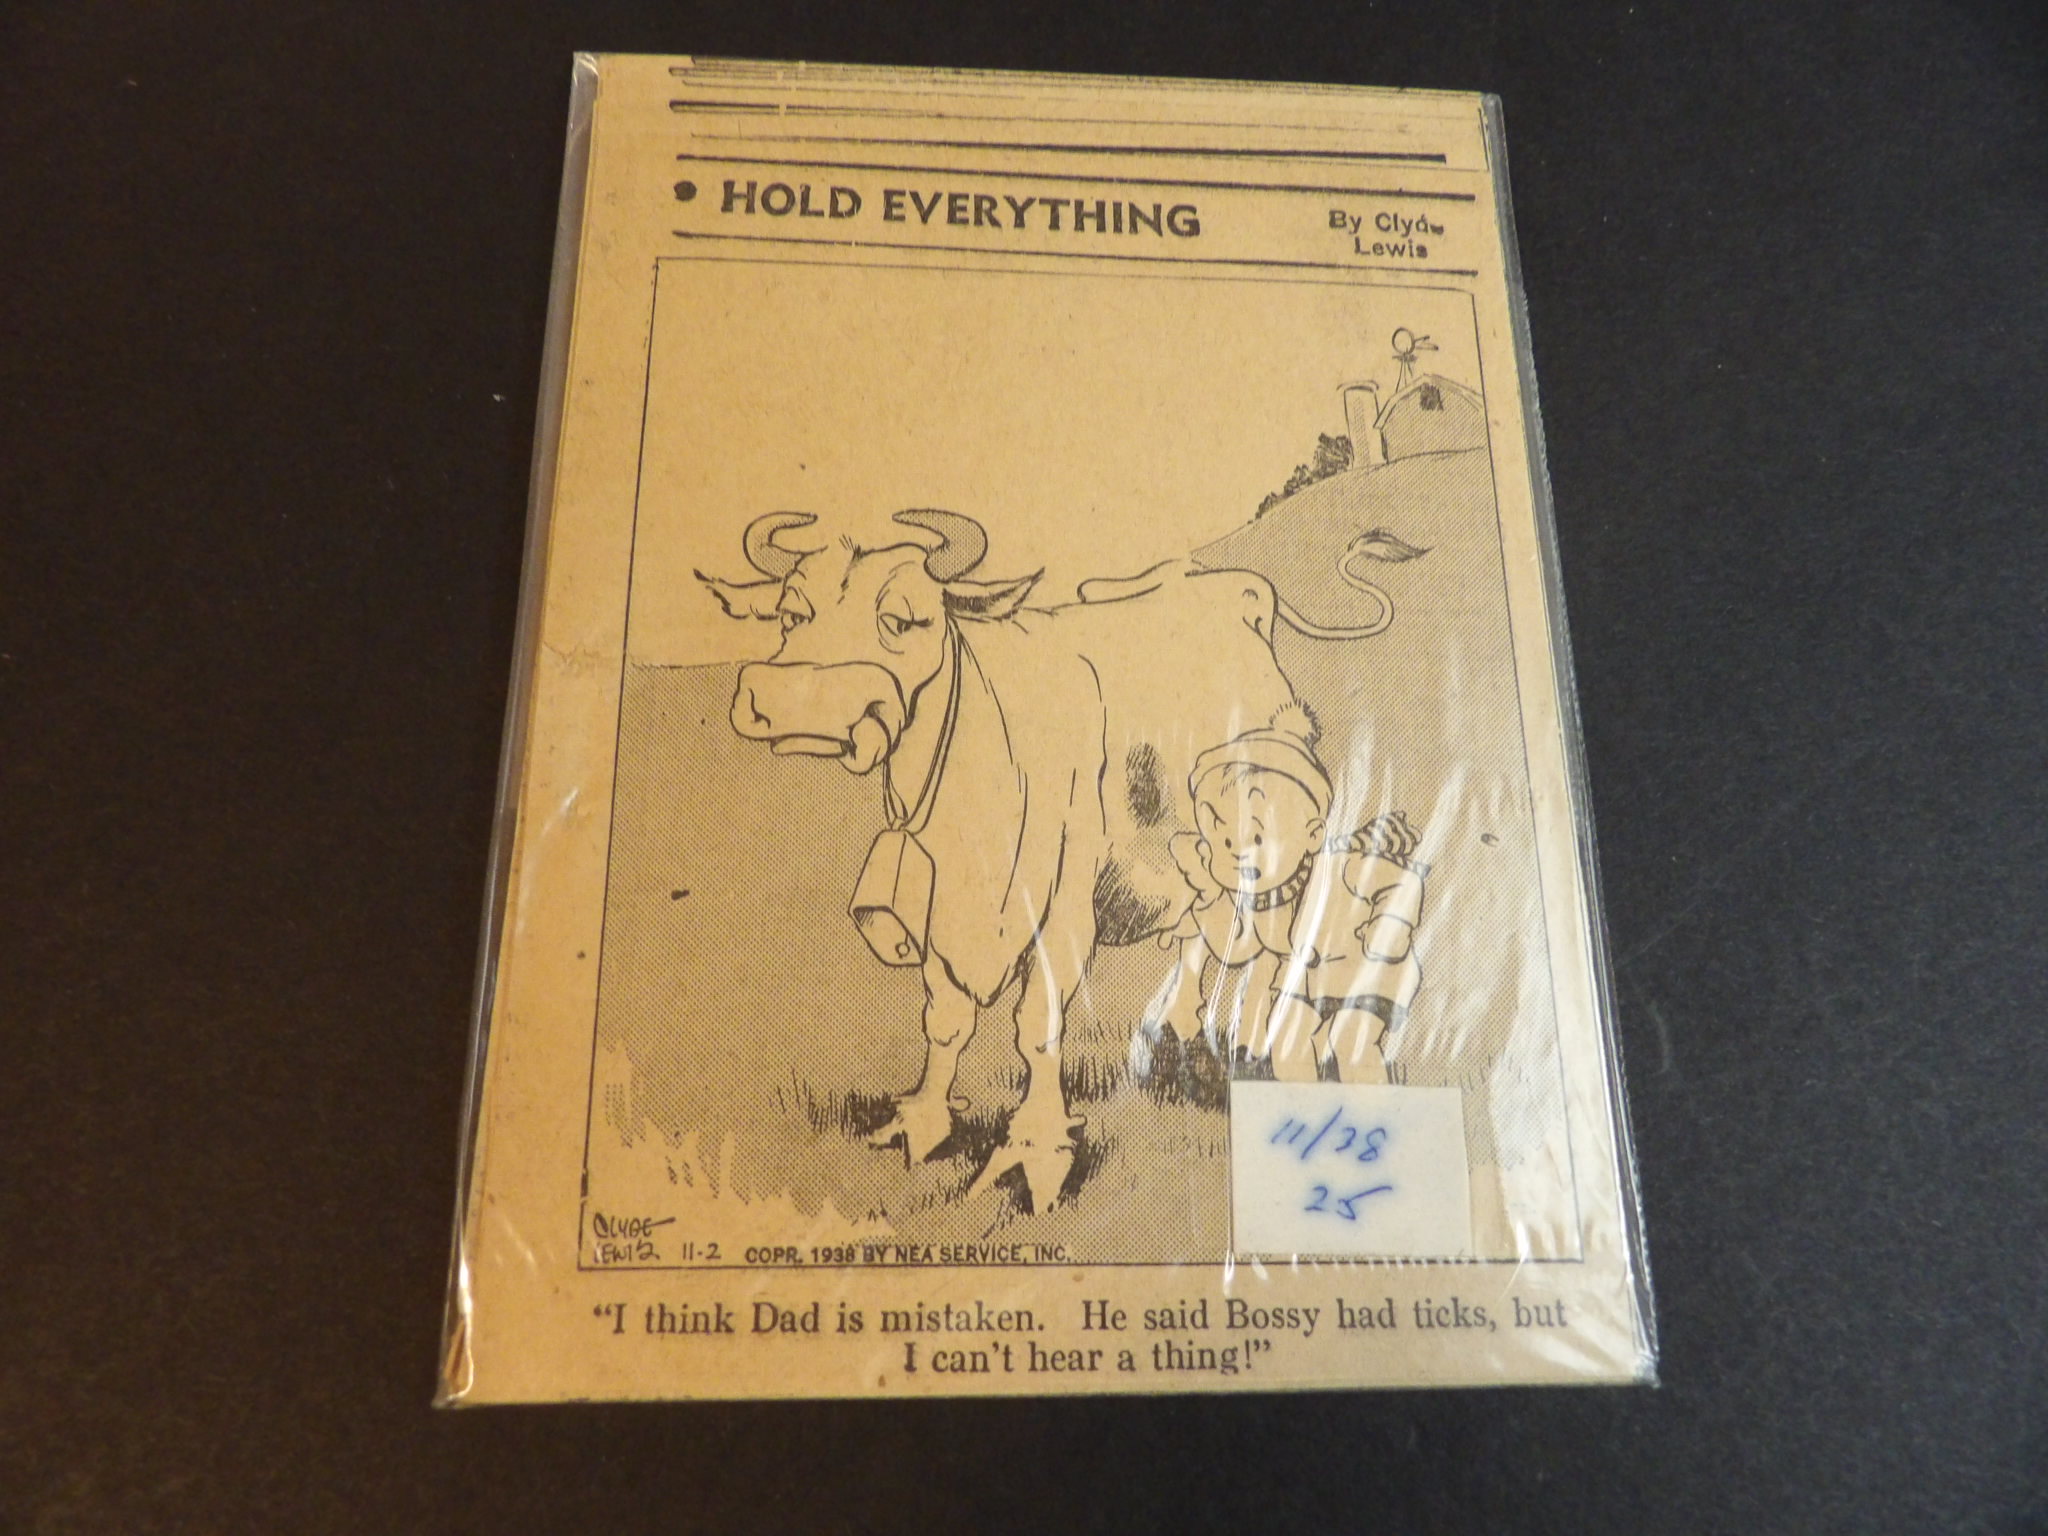 • HOLD EVERYTHING
By Clyde
Lewis
11/38
25
CLYDE
LEWIS 11-2 COPR. 1938 BY NEA SERVICE, INC.
“I think Dad is mistaken. He said Bossy had ticks, but
I can't hear a thing!”